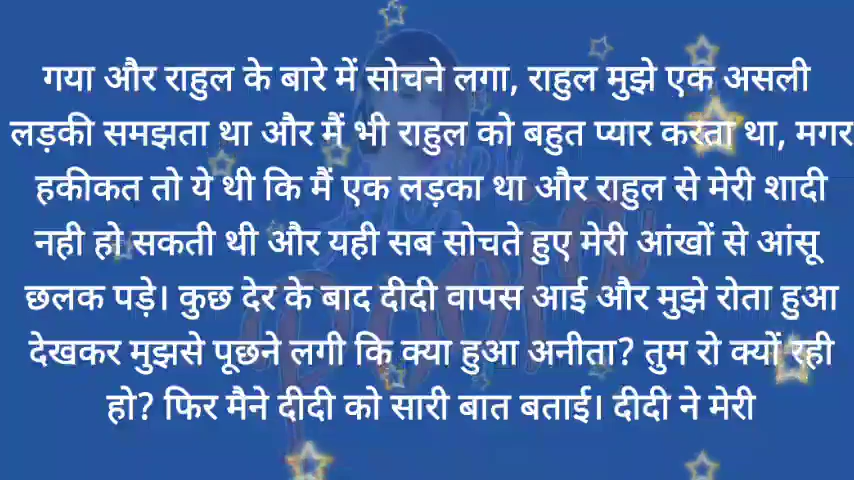 गया और राहुल के बारे में सोचने लगा, राहुल मुझे एक असली
लड़की समझता था और मैं भी राहुल को बहुत प्यार करता था, मगर
हकीकत तो ये थी कि मैं एक लड़का था और राहुल से मेरी शादी
नही हो सकती थी और यही सब सोचते हुए मेरी आंखों से आंसू
छलक पड़े। कुछ देर के बाद दीदी वापस आई और मुझे रोता हुआ
देखकर मुझसे पूछने लगी कि क्या हुआ अनीता? तुम रो क्यों रही
हो? फिर मैने दीदी को सारी बात बताई। दीदी ने मेरी